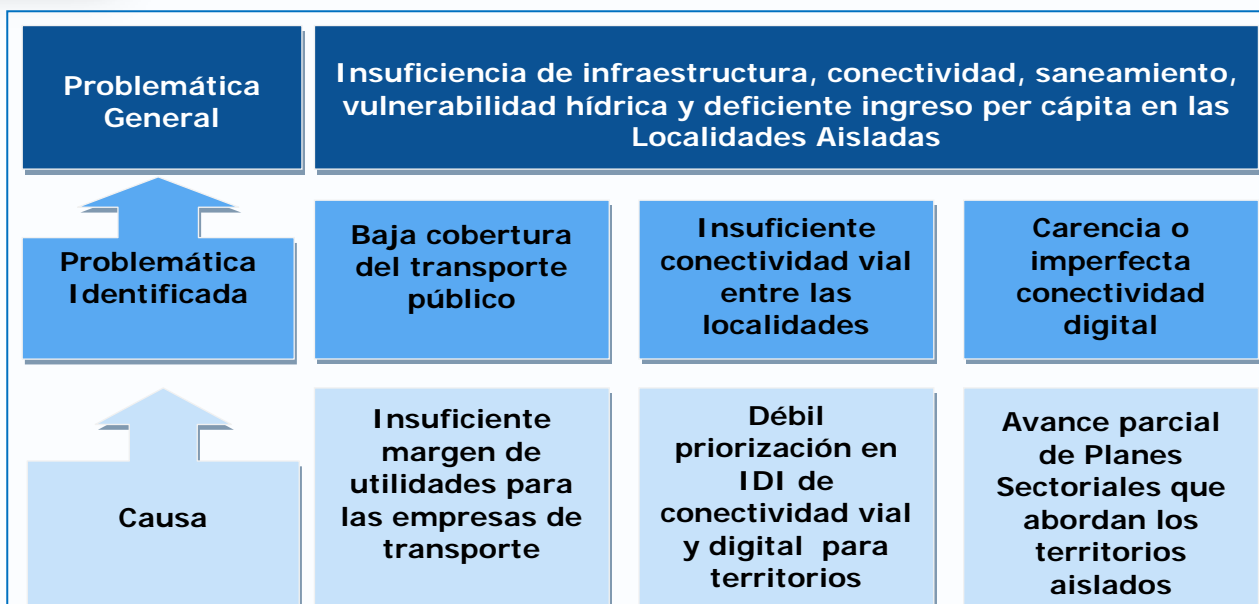 Problemática
General
Insuficiencia de infraestructura, conectividad, saneamiento,
vulnerabilidad hídrica y deficiente ingreso per cápita en las
Localidades Aisladas
Problemática
Identificada
Baja cobertura
del transporte
público
Insuficiente
conectividad vial
entre las
localidades
Carencia o
imperfecta
conectividad
digital
Causa
Insuficiente
margen de
utilidades para
las empresas de
transporte
Débil
priorización en
IDI de
conectividad vial
y digital para
territorios
Avance parcial
de Planes
Sectoriales que
abordan los
territorios
aislados